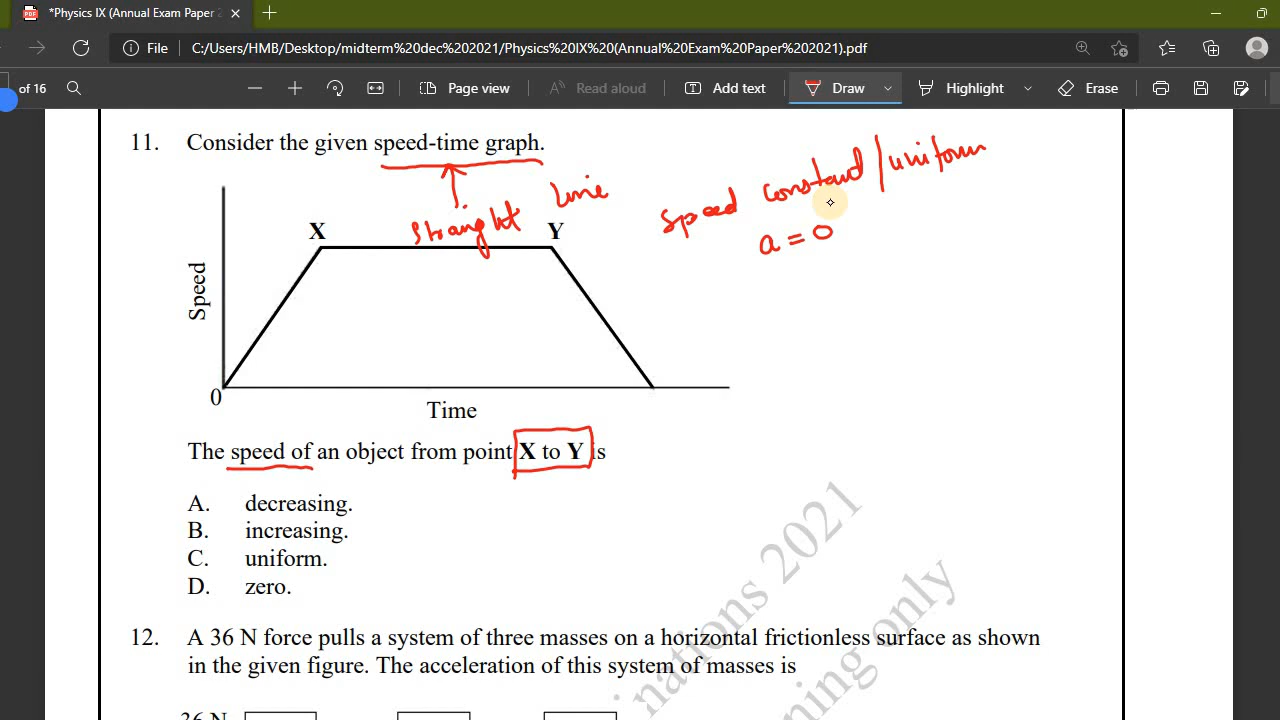 *Physics IX (Annual Exam Paper 2
File C:/Users/HMB/Desktop/midterm%20dec%202021/Physics%20IX%20(Annual%20Exam%20Paper%202021).pdf
of 16 Page view Read aloud Add text Draw Highlight Erase
11. Consider the given speed-time graph.
speed constant/uniform
a = 0
straight line
X Y
Speed
0
Time
The speed of an object from point X to Y is
A. decreasing.
B. increasing.
C. uniform.
D. zero.
12. A 36 N force pulls a system of three masses on a horizontal frictionless surface as shown
in the given figure. The acceleration of this system of masses is
36 N
nations 2021
ning only